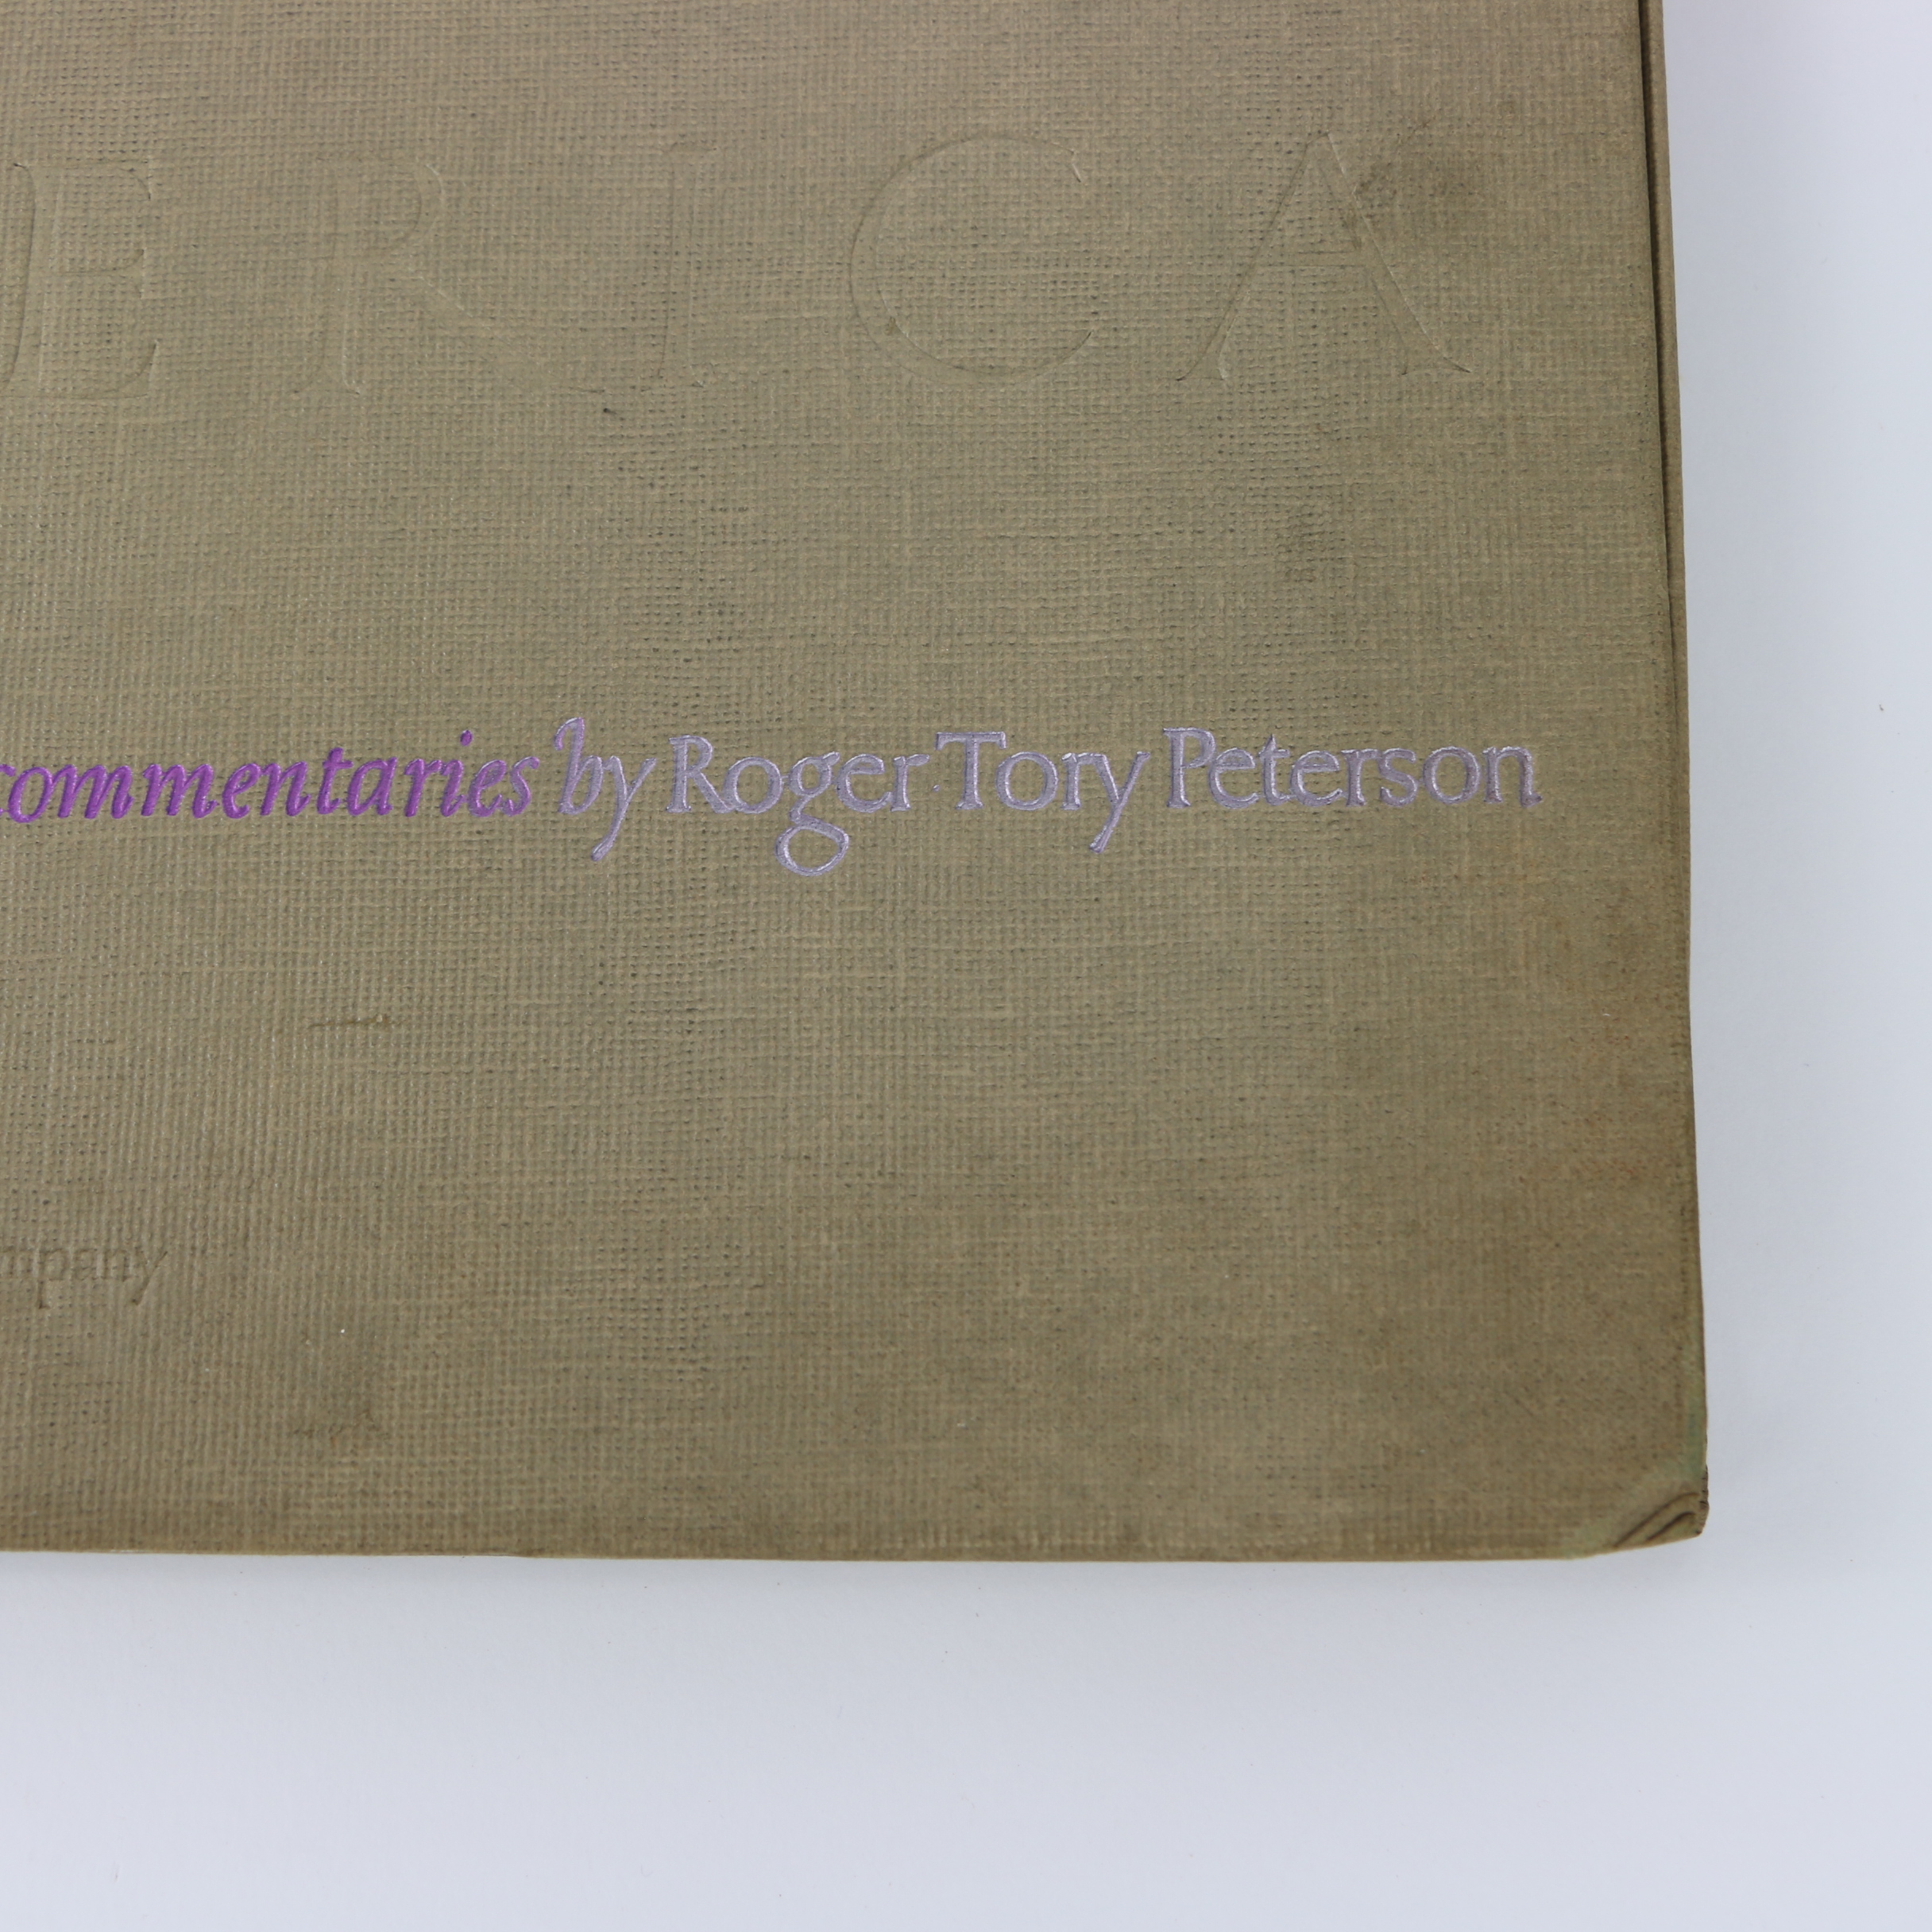 ERICA
commentaries by Roger Tory Peterson
mpany